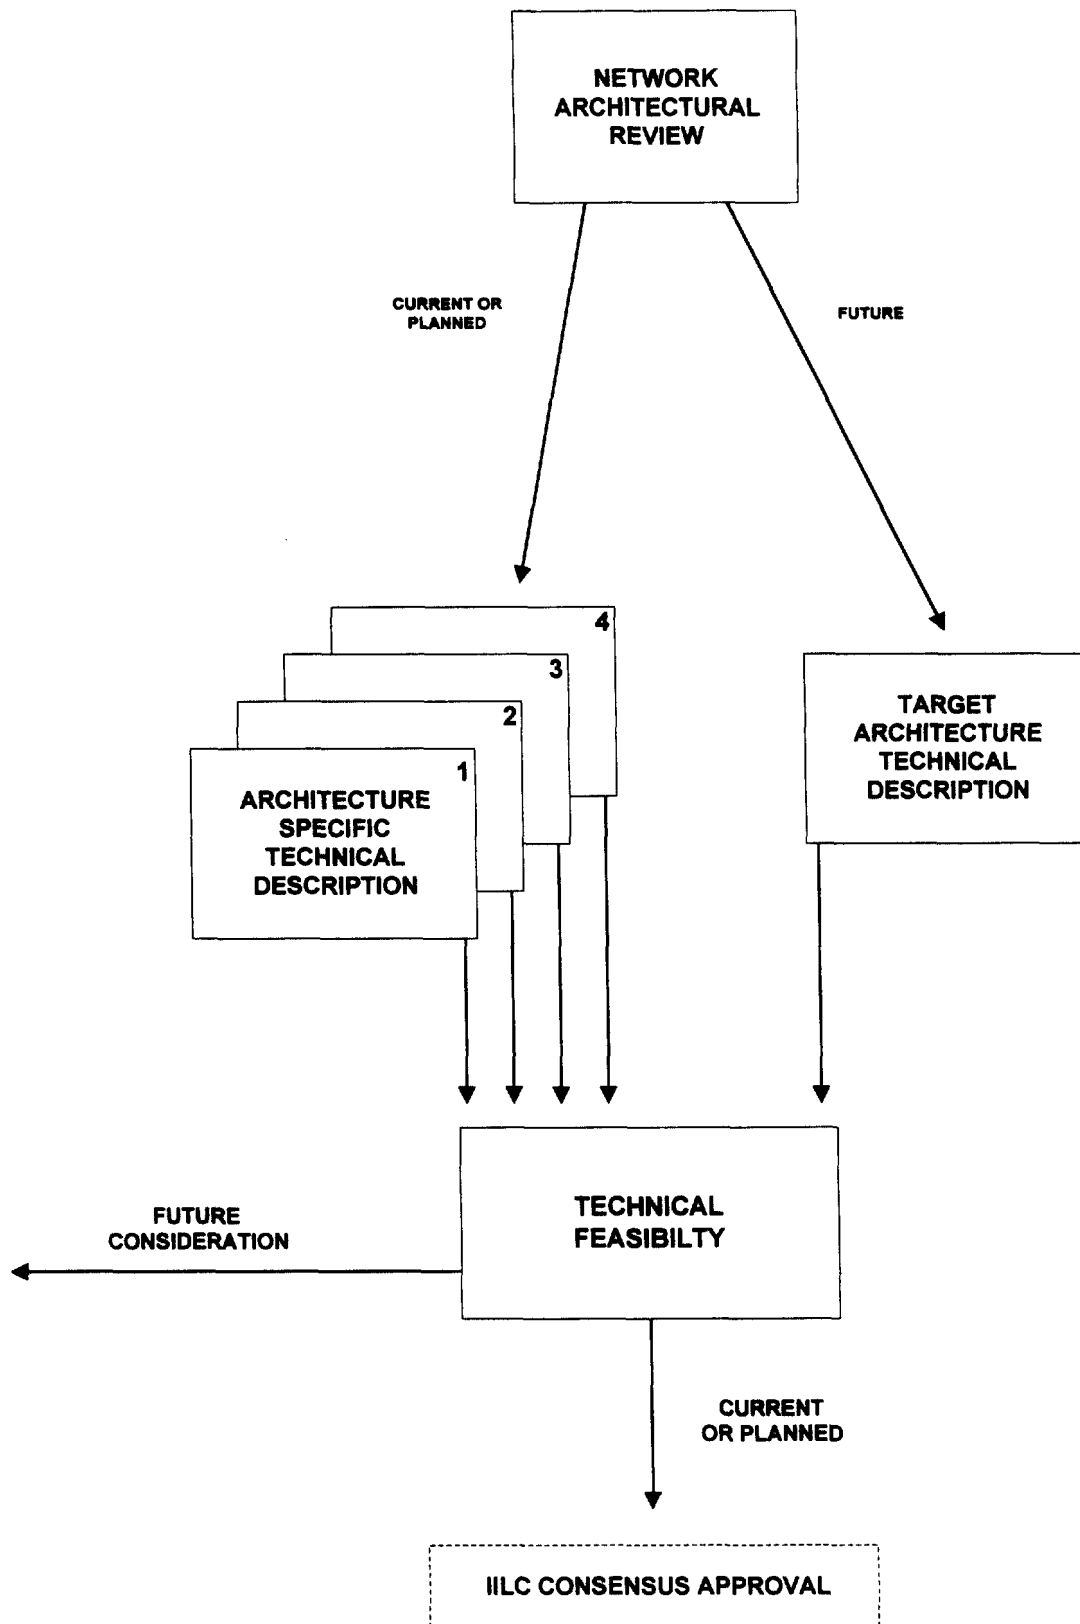 NETWORK
ARCHITECTURAL
REVIEW
CURRENT OR
PLANNED
FUTURE
4
3
2
1
ARCHITECTURE
SPECIFIC
TECHNICAL
DESCRIPTION
TARGET
ARCHITECTURE
TECHNICAL
DESCRIPTION
TECHNICAL
FEASIBILTY
FUTURE
CONSIDERATION
CURRENT
OR PLANNED
IILC CONSENSUS APPROVAL